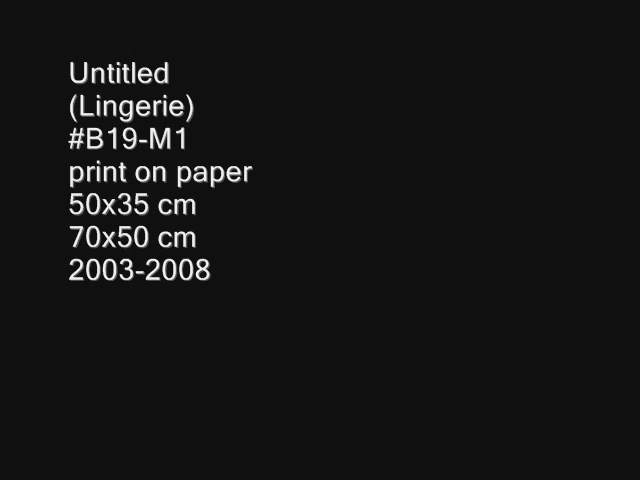 Untitled
(Lingerie)
#B19-M1
print on paper
50x35 cm
70x50 cm
2003-2008